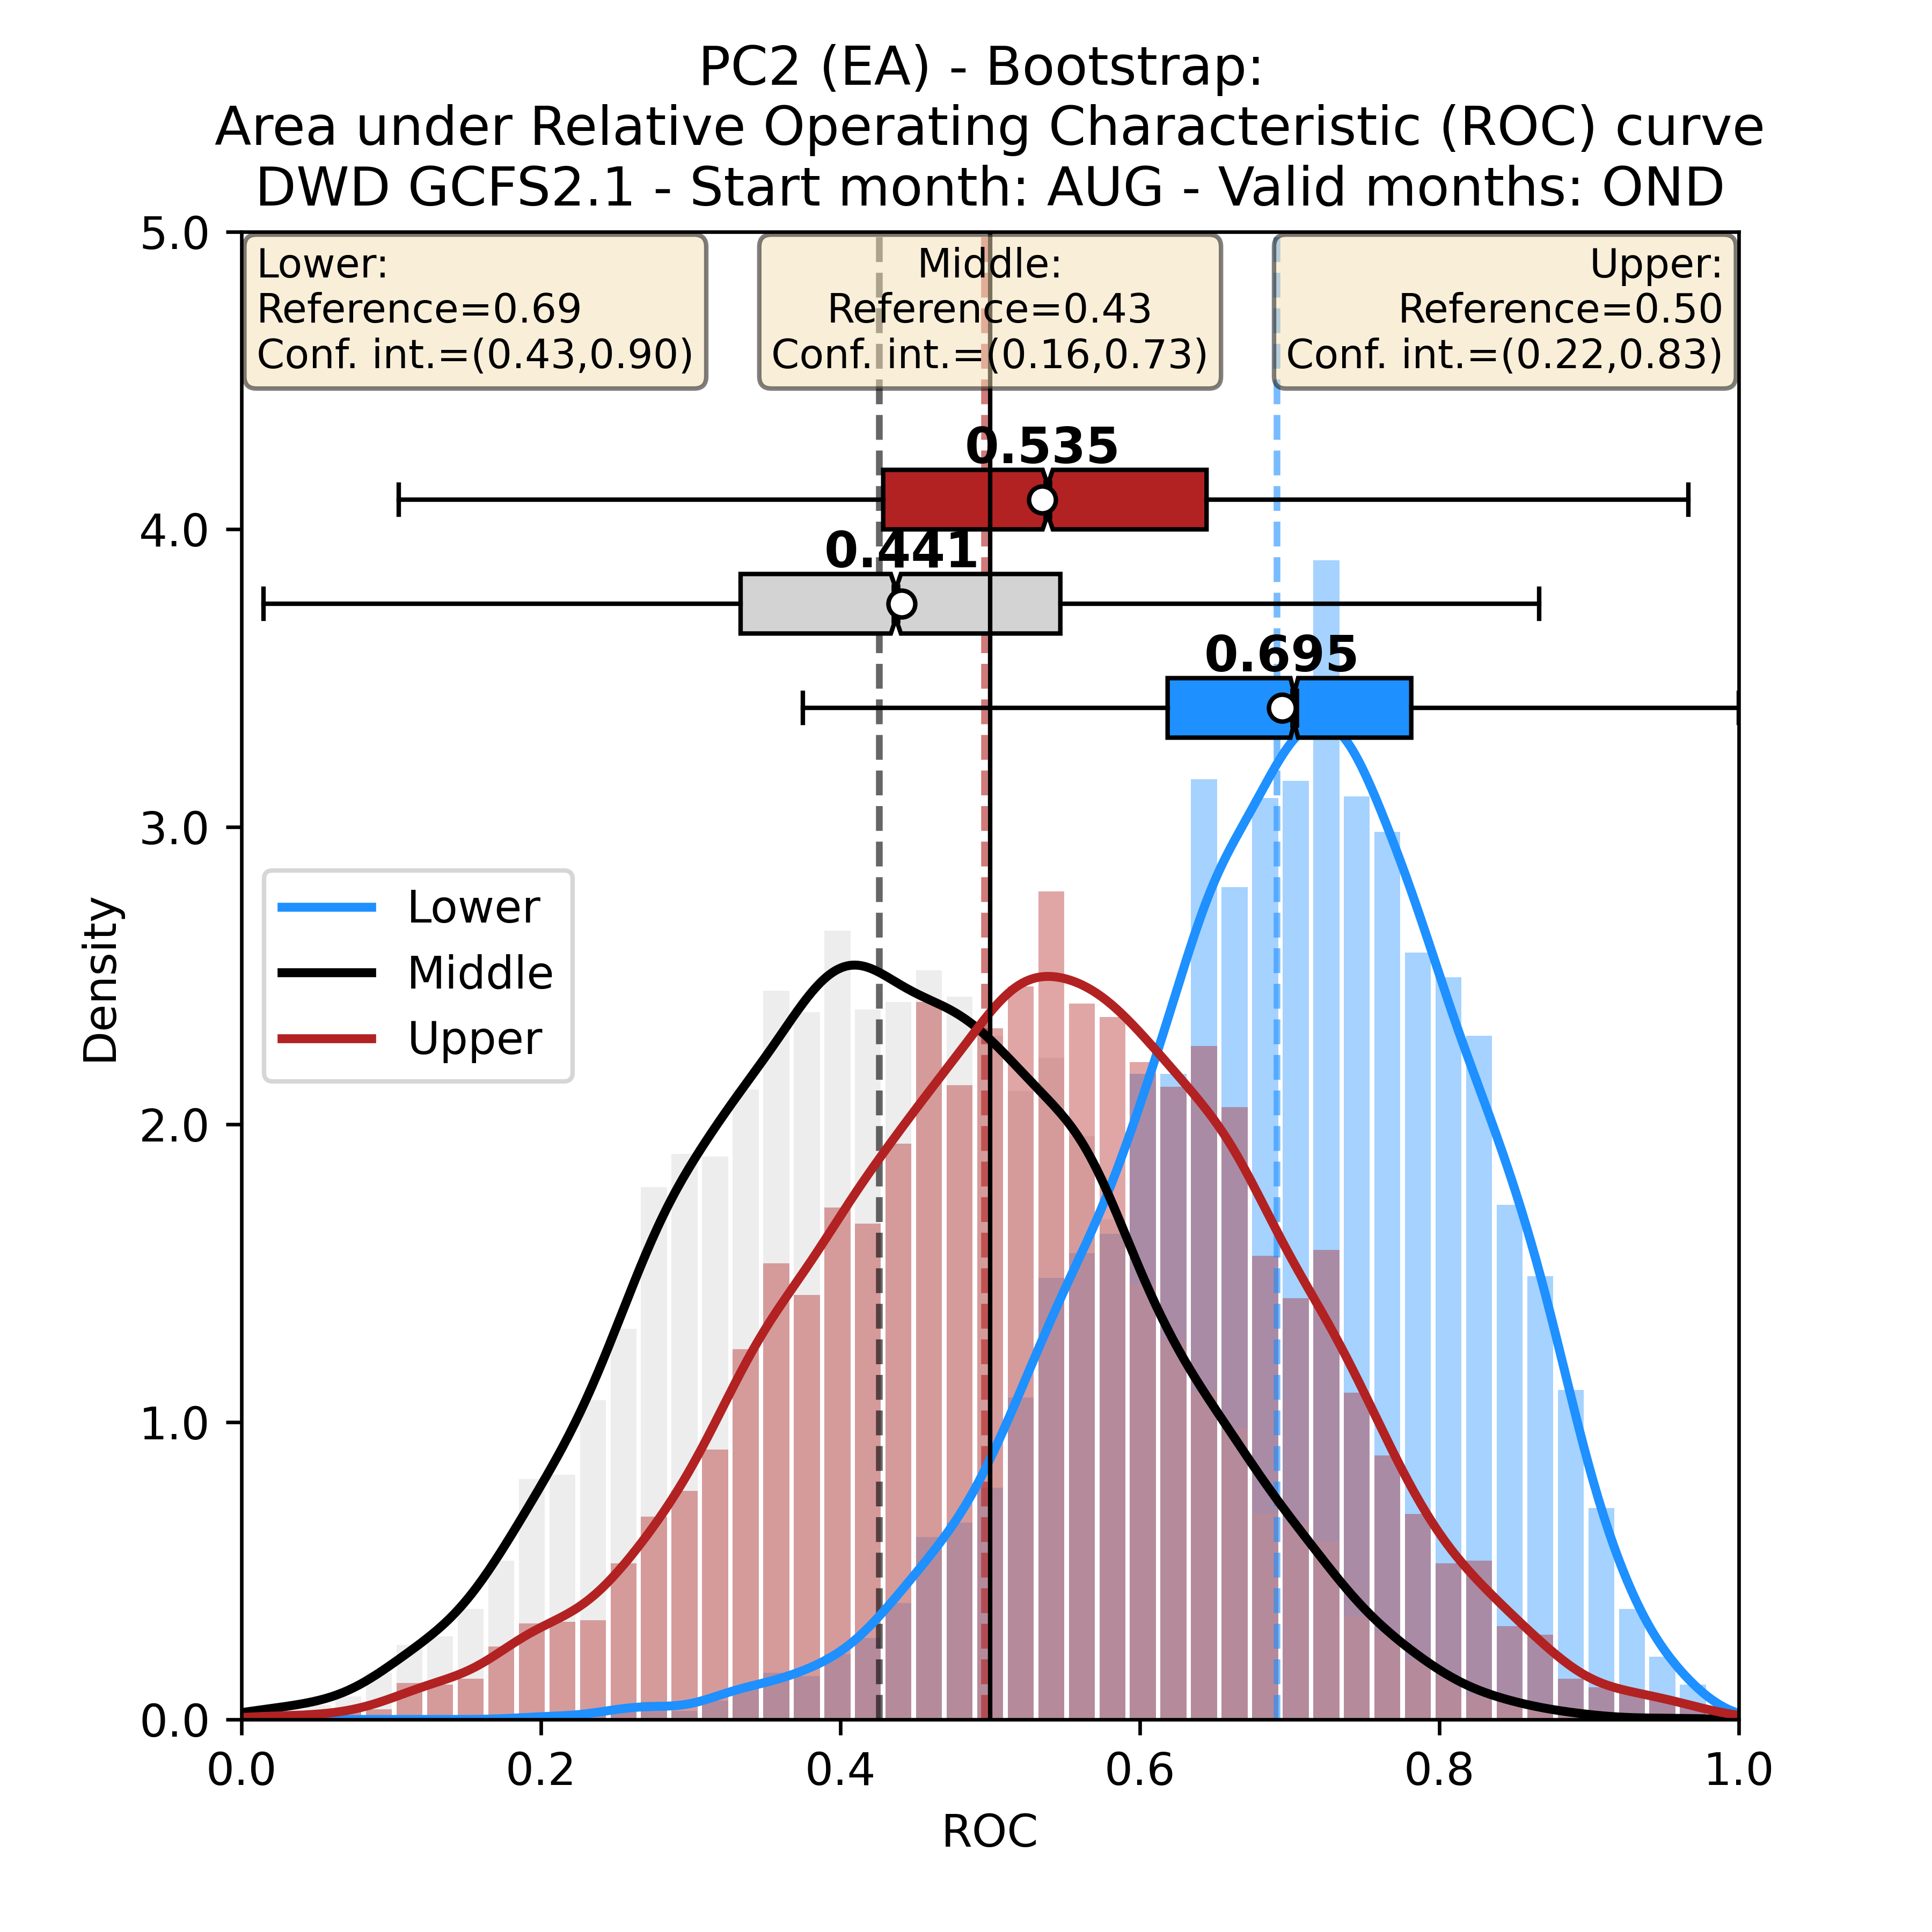 PC2 (EA) - Bootstrap:
Area under Relative Operating Characteristic (ROC) curve
DWD GCFS2.1 - Start month: AUG - Valid months: OND
Lower:
Reference=0.69
Conf. int.=(0.43,0.90)
Middle:
Reference=0.43
Conf. int.=(0.16,0.73)
Upper:
Reference=0.50
Conf. int.=(0.22,0.83)
0.535
0.441
0.695
Lower
Middle
Upper
Density
5.0
4.0
3.0
2.0
1.0
0.0
0.0 0.2 0.4 0.6 0.8 1.0
ROC